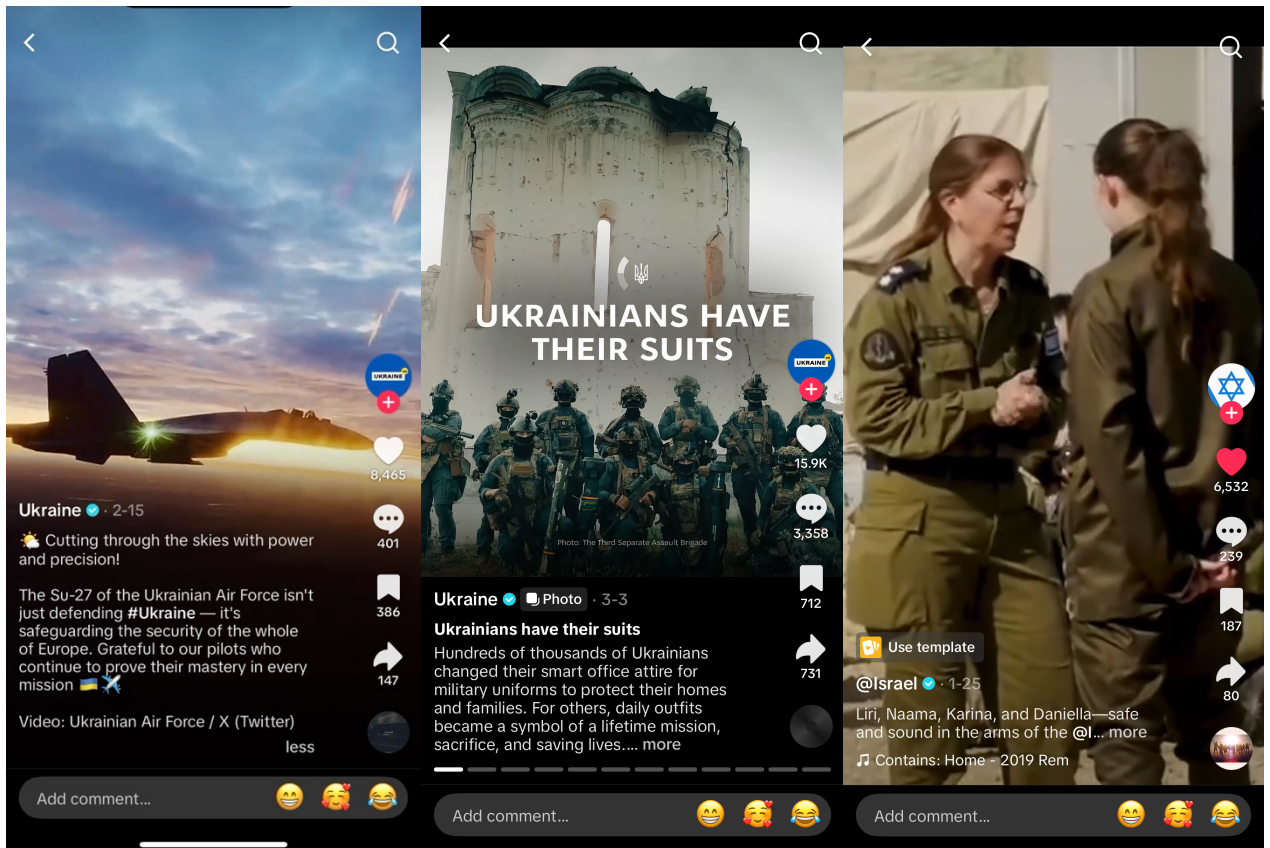 UKRAINE
8,465
Ukraine · 2-15
401
🌤 Cutting through the skies with power
and precision!
386
The Su-27 of the Ukrainian Air Force isn't
just defending #Ukraine — it's
safeguarding the security of the whole
of Europe. Grateful to our pilots who
continue to prove their mastery in every
mission 🇺🇦✈️
147
Video: Ukrainian Air Force / X (Twitter)
less
Add comment...
UKRAINIANS HAVE
THEIR SUITS
UKRAINE
15.9K
3,358
Photo: The Third Separate Assault Brigade
Ukraine Photo · 3-3
712
Ukrainians have their suits
Hundreds of thousands of Ukrainians
changed their smart office attire for
military uniforms to protect their homes
and families. For others, daily outfits
became a symbol of a lifetime mission,
sacrifice, and saving lives.... more
731
Add comment...
6,532
239
187
Use template
@Israel · 1-25
80
Liri, Naama, Karina, and Daniella—safe
and sound in the arms of the @I... more
Contains: Home - 2019 Rem
Add comment...